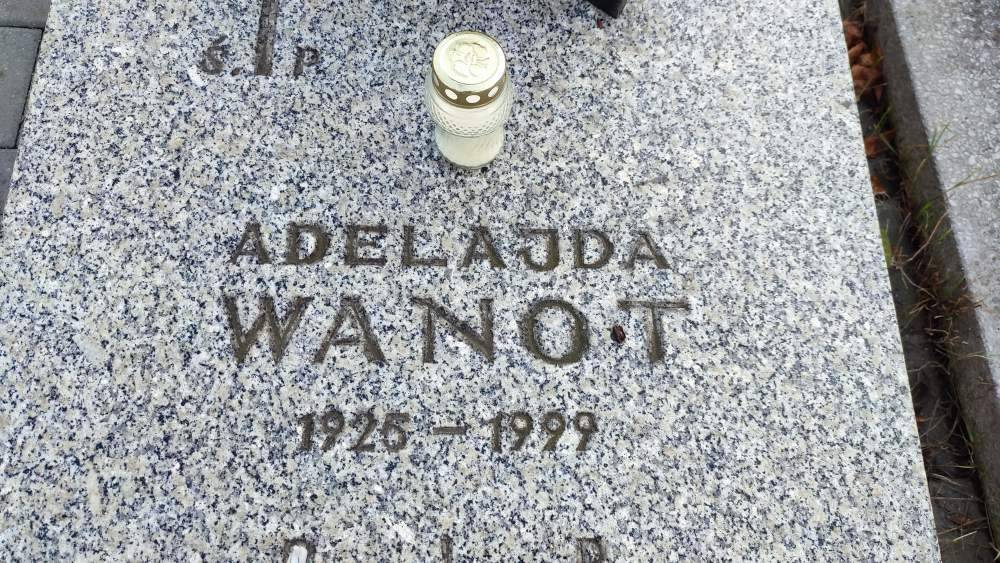 Ś. P
ADELAJDA
WANOT
1925 – 1999